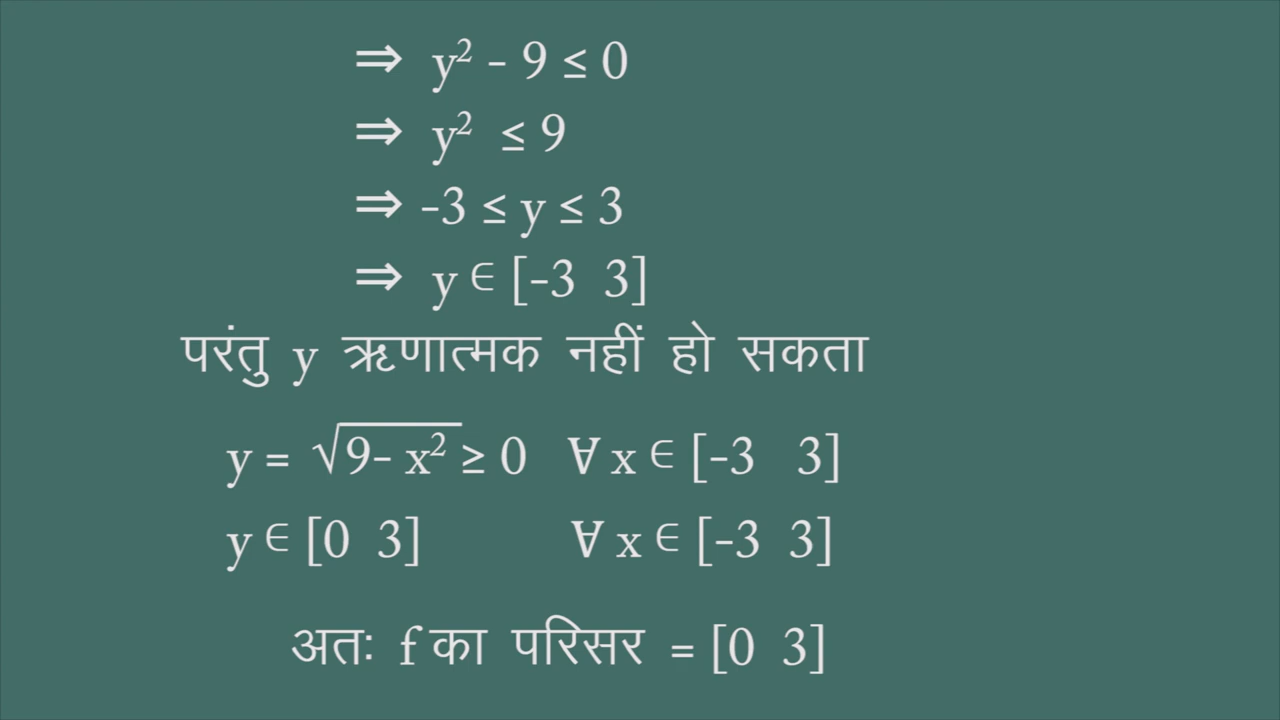 ⇒ y² - 9 ≤ 0
⇒ y² ≤ 9
⇒ -3 ≤ y ≤ 3
⇒ y ∈ [-3 3]
परंतु y ऋणात्मक नहीं हो सकता
y = √9- x² ≥ 0 ∀ x ∈ [-3 3]
y ∈ [0 3] ∀ x ∈ [-3 3]
अतः f का परिसर = [0 3]